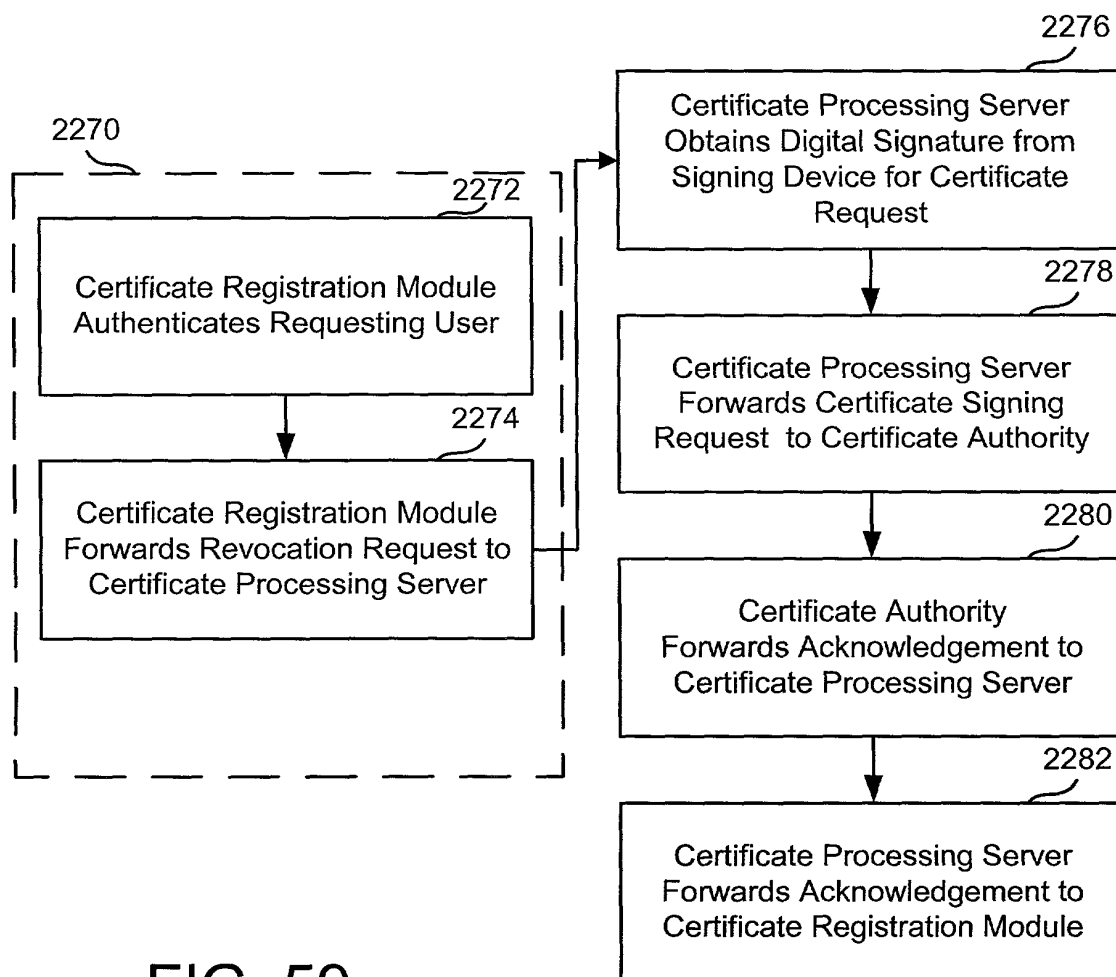 2270
2272
Certificate Registration Module
Authenticates Requesting User
2274
Certificate Registration Module
Forwards Revocation Request to
Certificate Processing Server
2276
Certificate Processing Server
Obtains Digital Signature from
Signing Device for Certificate
Request
2278
Certificate Processing Server
Forwards Certificate Signing
Request to Certificate Authority
2280
Certificate Authority
Forwards Acknowledgement to
Certificate Processing Server
2282
Certificate Processing Server
Forwards Acknowledgement to
Certificate Registration Module
FIG. 59